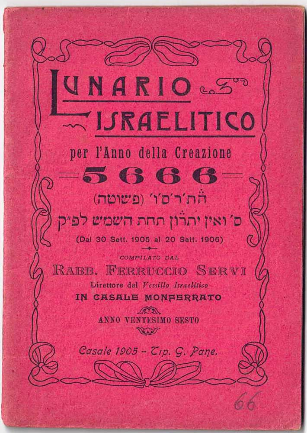 LUNARIO
ISRAELITICO
per l'Anno della Creazione
5666
ה'ת'ר'ס'ו' (פשוטה)
ס' ואין יתרון תחת השמש לפ״ק
(Dal 30 Sett. 1905 al 20 Sett. 1906)
COMPILATO DAL
RABB. FERRUCCIO SERVI
Direttore del Vessillo Israelitico
IN CASALE MONFERRATO
ANNO VENTESIMO SESTO
Casale 1905 - Tip. G. Pane.
66